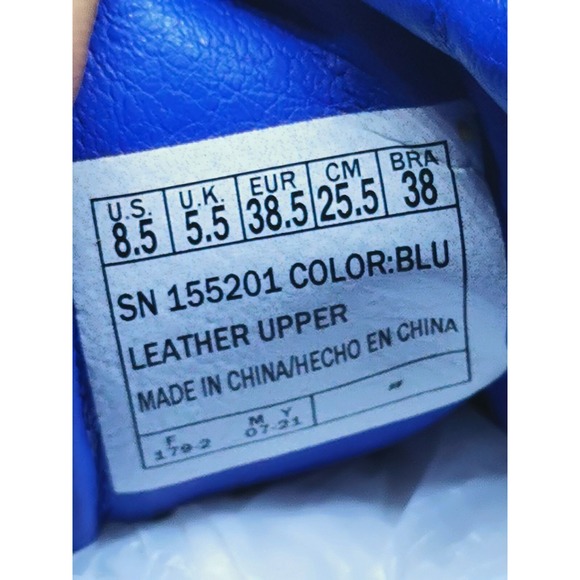 U.S. U.K. EUR CM BRA
8.5 5.5 38.5 25.5 38
SN 155201 COLOR:BLU
LEATHER UPPER
MADE IN CHINA/HECHO EN CHINA
F M Y
179-2 07-21